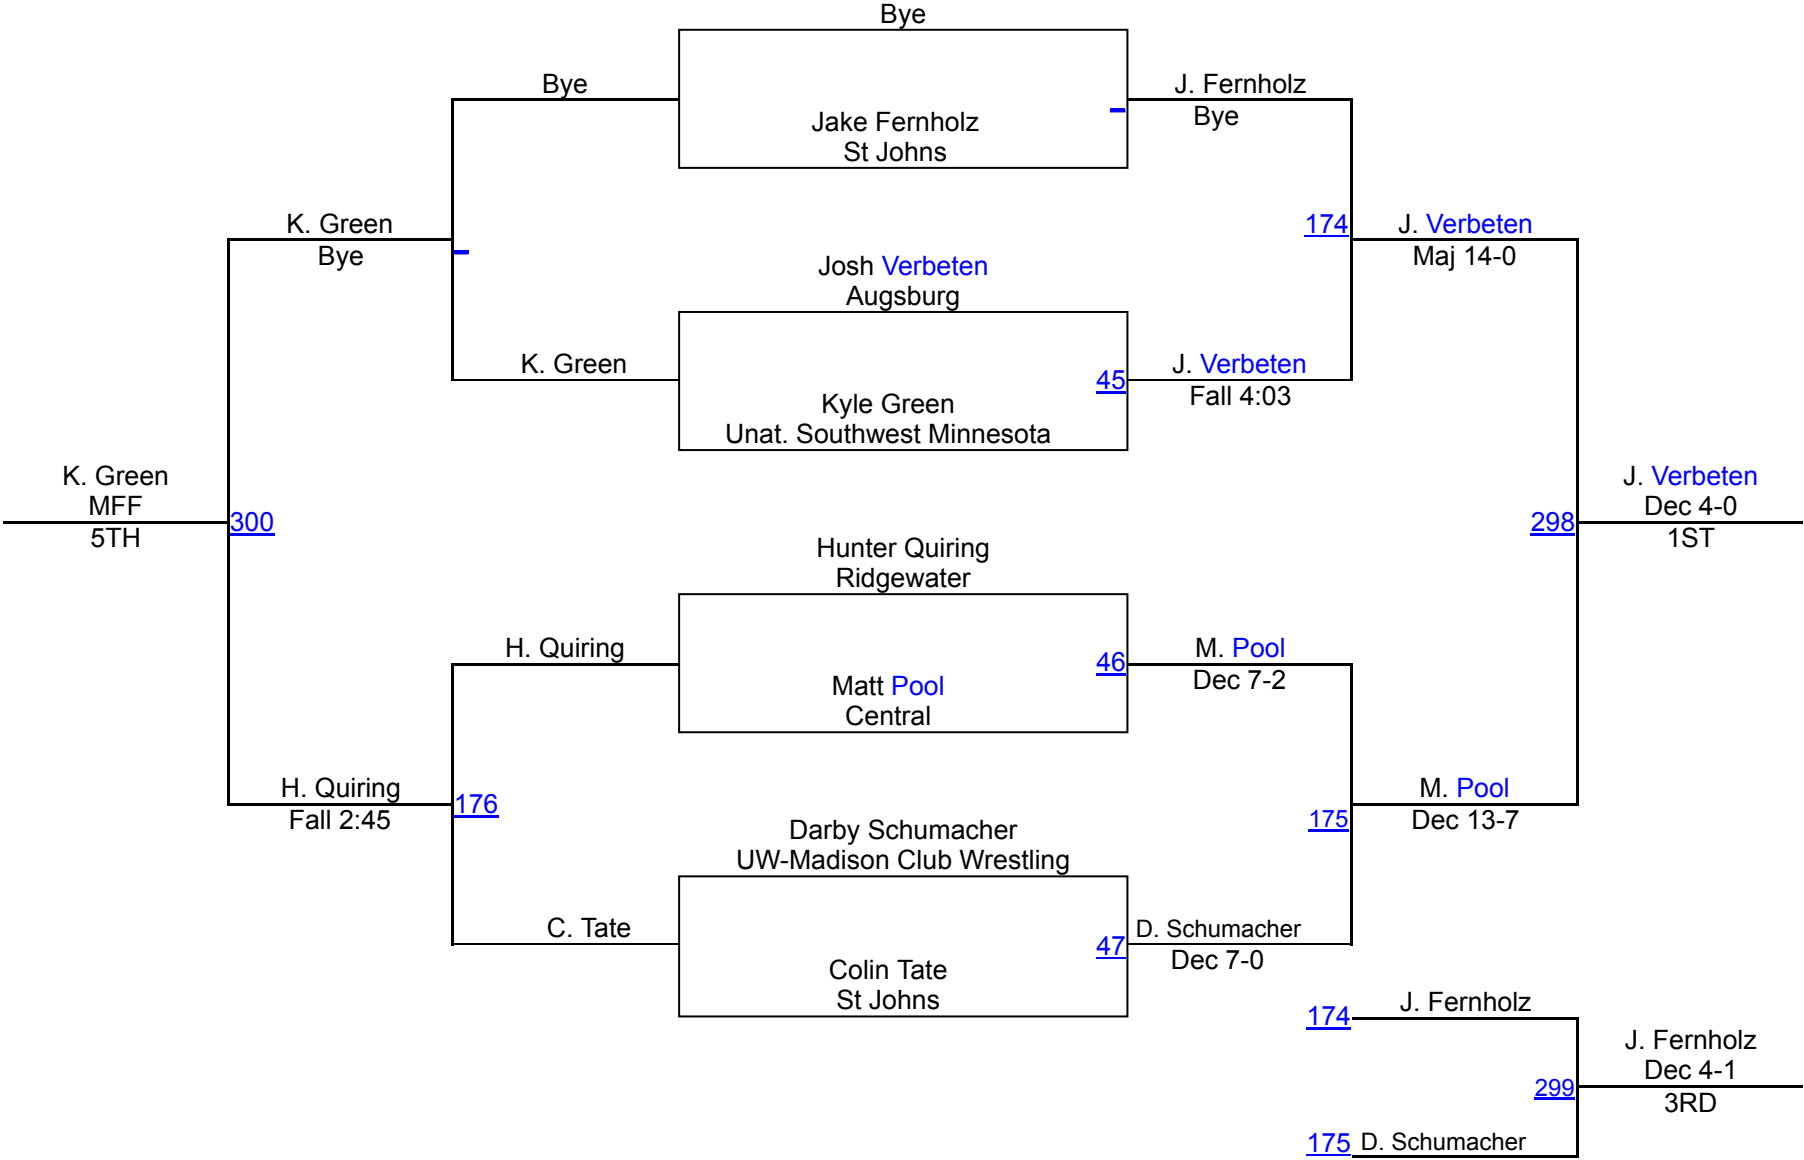 Bye
Bye
Jake Fernholz
St Johns
J. Fernholz
Bye
K. Green
Bye
174
J. Verbeten
Maj 14-0
Josh Verbeten
Augsburg
K. Green
Kyle Green
Unat. Southwest Minnesota
45
J. Verbeten
Fall 4:03
K. Green
MFF
5TH
300
298
J. Verbeten
Dec 4-0
1ST
Hunter Quiring
Ridgewater
H. Quiring
Matt Pool
Central
46
M. Pool
Dec 7-2
H. Quiring
Fall 2:45
176
175
M. Pool
Dec 13-7
Darby Schumacher
UW-Madison Club Wrestling
C. Tate
Colin Tate
St Johns
47
D. Schumacher
Dec 7-0
174
J. Fernholz
299
J. Fernholz
Dec 4-1
3RD
175
D. Schumacher